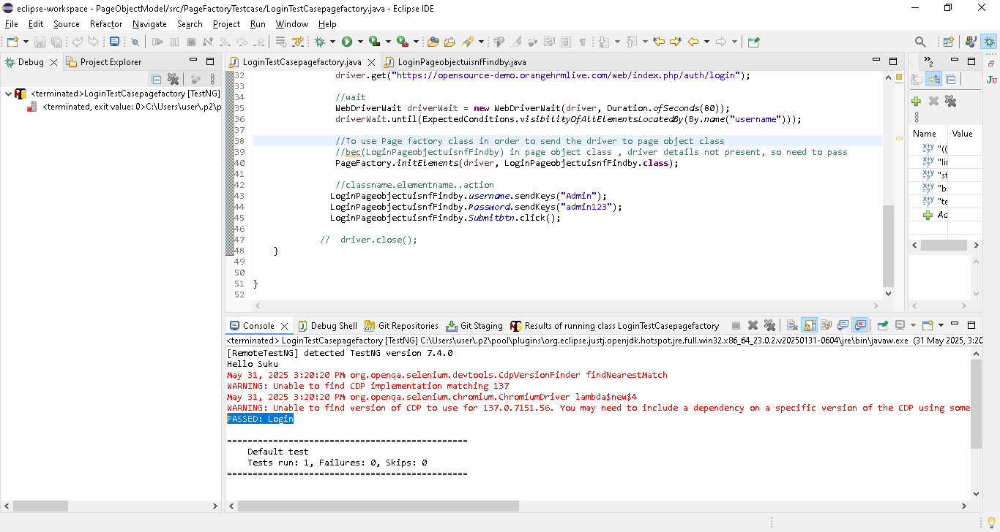 eclipse-workspace - PageObjectModel/src/PageFactoryTestcase/LoginTestCasepagefactory.java - Eclipse IDE
File Edit Source Refactor Navigate Search Project Run Window Help
Debug Project Explorer
<terminated>LoginTestCasepagefactory [TestNG]
<terminated, exit value: 0>C:\Users\user\.p2\p
LoginTestCasepagefactory.java LoginPageobjectuisnfFindby.java
32 driver.get("https://opensource-demo.orangehrmlive.com/web/index.php/auth/login");
33
34 //wait
35 WebDriverWait driverWait = new WebDriverWait(driver, Duration.ofSeconds(80));
36 driverWait.until(ExpectedConditions.visibilityOfAllElementsLocatedBy(By.name("username")));
37
38 //To use Page factory class in order to send the driver to page object class
39 //bec(LoginPageobjectuisnfFindby) in page object class , driver details not present, so need to pass
40 PageFactory.initElements(driver, LoginPageobjectuisnfFindby.class);
41
42 //classname.elementname..action
43 LoginPageobjectuisnfFindby.username.sendKeys("Admin");
44 LoginPageobjectuisnfFindby.Password.sendKeys("admin123");
45 LoginPageobjectuisnfFindby.Submitbtn.click();
46
47 // driver.close();
48 }
49
50
51 }
52
2
Name Value
"((
"lin
"st
"b
"te
Ac
Console Debug Shell Git Repositories Git Staging Results of running class LoginTestCasepagefactory
<terminated> LoginTestCasepagefactory [TestNG] C:\Users\user\.p2\pool\plugins\org.eclipse.justj.openjdk.hotspot.jre.full.win32.x86_64_23.0.2.v20250131-0604\jre\bin\javaw.exe (31 May 2025, 3:20
[RemoteTestNG] detected TestNG version 7.4.0
Hello Suku
May 31, 2025 3:20:20 PM org.openqa.selenium.devtools.CdpVersionFinder findNearestMatch
WARNING: Unable to find CDP implementation matching 137
May 31, 2025 3:20:20 PM org.openqa.selenium.chromium.ChromiumDriver lambda$new$4
WARNING: Unable to find version of CDP to use for 137.0.7151.56. You may need to include a dependency on a specific version of the CDP using some
PASSED: Login
===============================================
Default test
Tests run: 1, Failures: 0, Skips: 0
===============================================